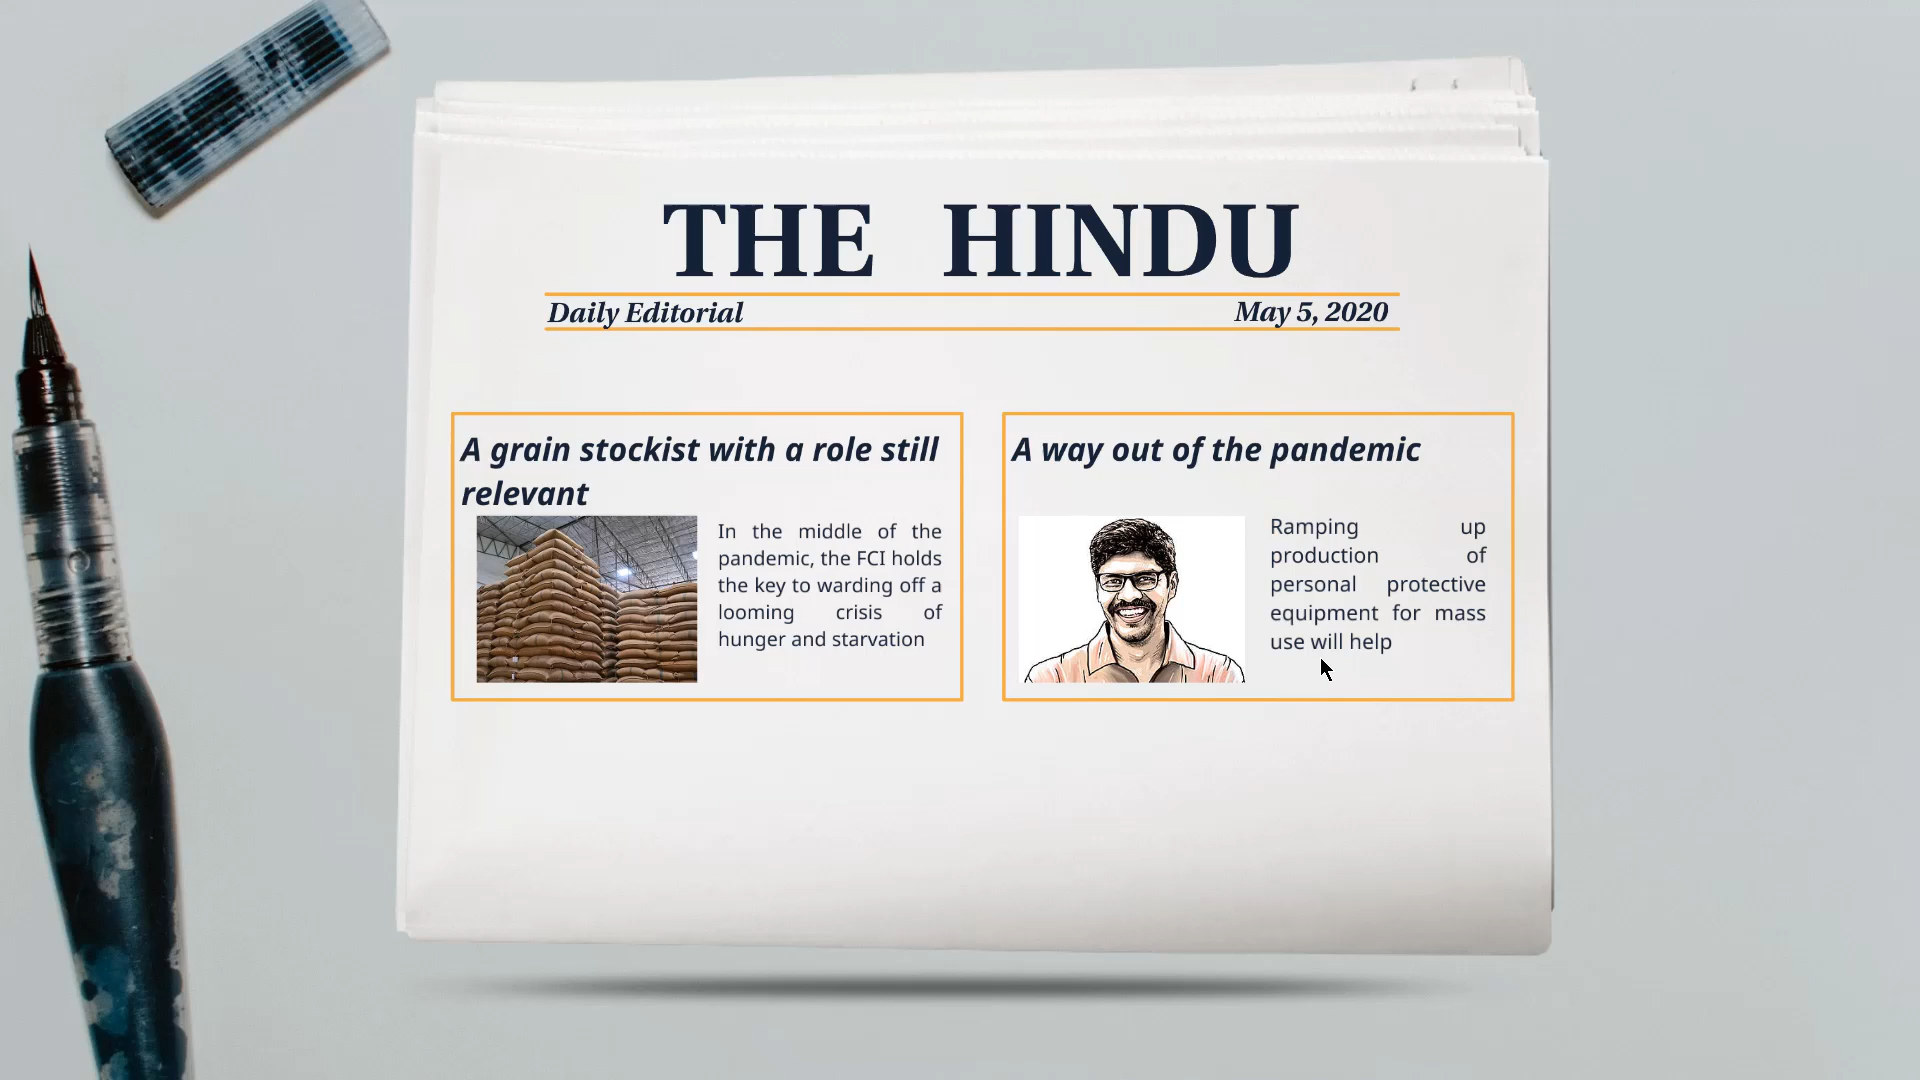 THE HINDU
Daily Editorial
May 5, 2020
A grain stockist with a role still
relevant
In the middle of the
pandemic, the FCI holds
the key to warding off a
looming crisis of
hunger and starvation
A way out of the pandemic
Ramping up
production of
personal protective
equipment for mass
use will help